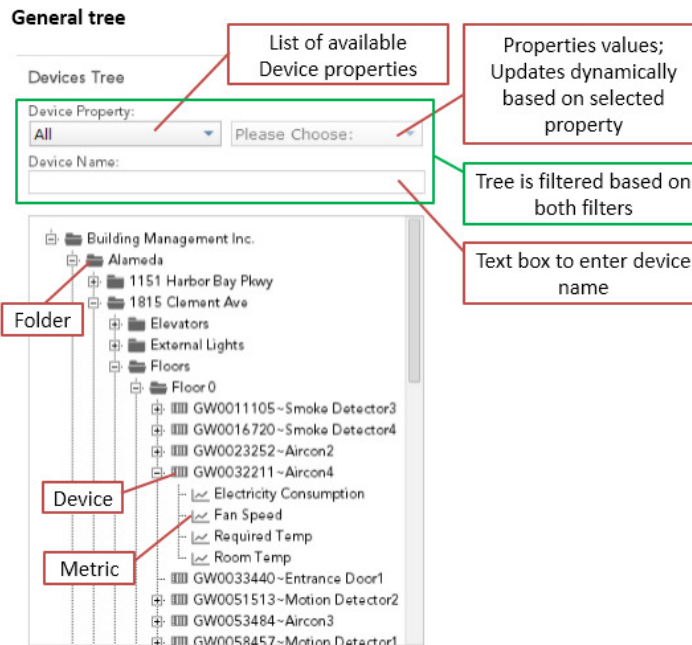 General tree
List of available
Device properties
Properties values;
Updates dynamically
based on selected
property
Devices Tree
Device Property:
All
Please Choose:
Device Name:
Tree is filtered based on
both filters
Text box to enter device
name
Building Management Inc.
Alameda
1151 Harbor Bay Pkwy
1815 Clement Ave
Folder
Elevators
External Lights
Floors
Floor 0
GW0011105~Smoke Detector3
GW0016720~Smoke Detector4
GW0023252~Aircon2
GW0032211~Aircon4
Device
Electricity Consumption
Fan Speed
Required Temp
Metric
Room Temp
GW0033440~Entrance Door1
GW0051513~Motion Detector2
GW0053484~Aircon3
GW0058457~Motion Detector1